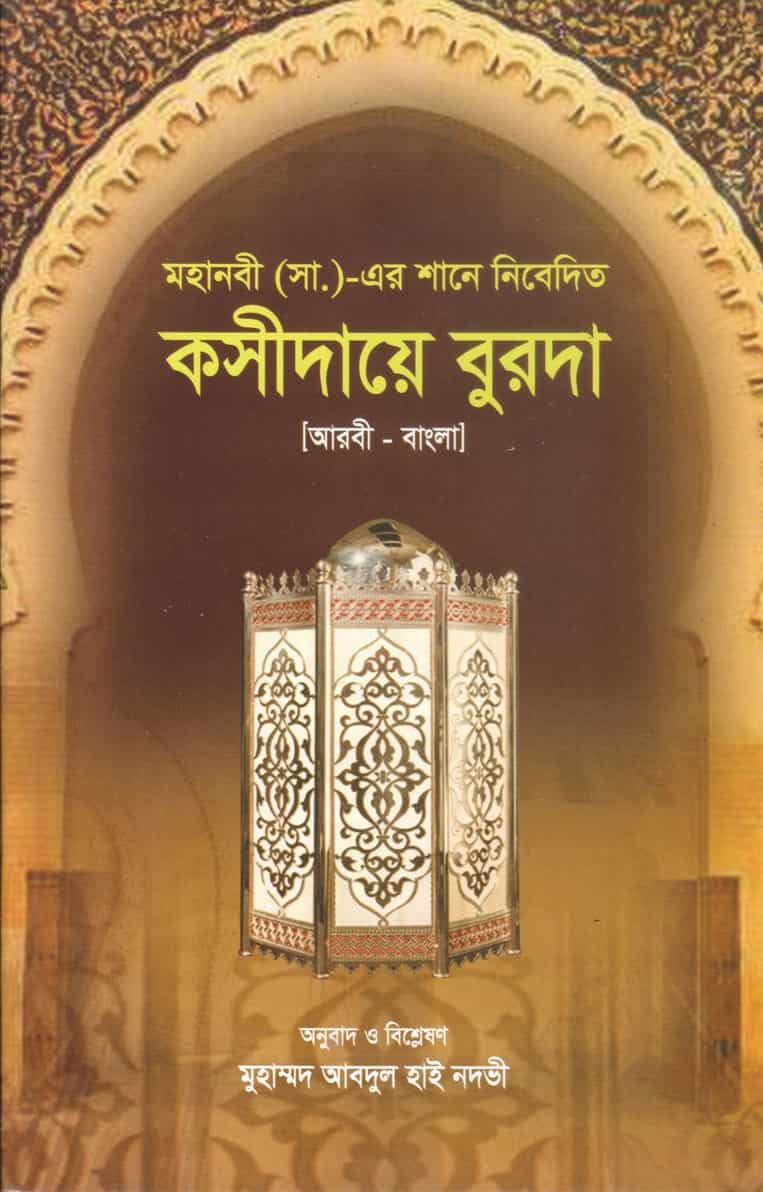 মহানবী (সা.)-এর শানে নিবেদিত
কসীদায়ে বুরদা
[আরবী - বাংলা]
অনুবাদ ও বিশ্লেষণ
মুহাম্মদ আবদুল হাই নদভী